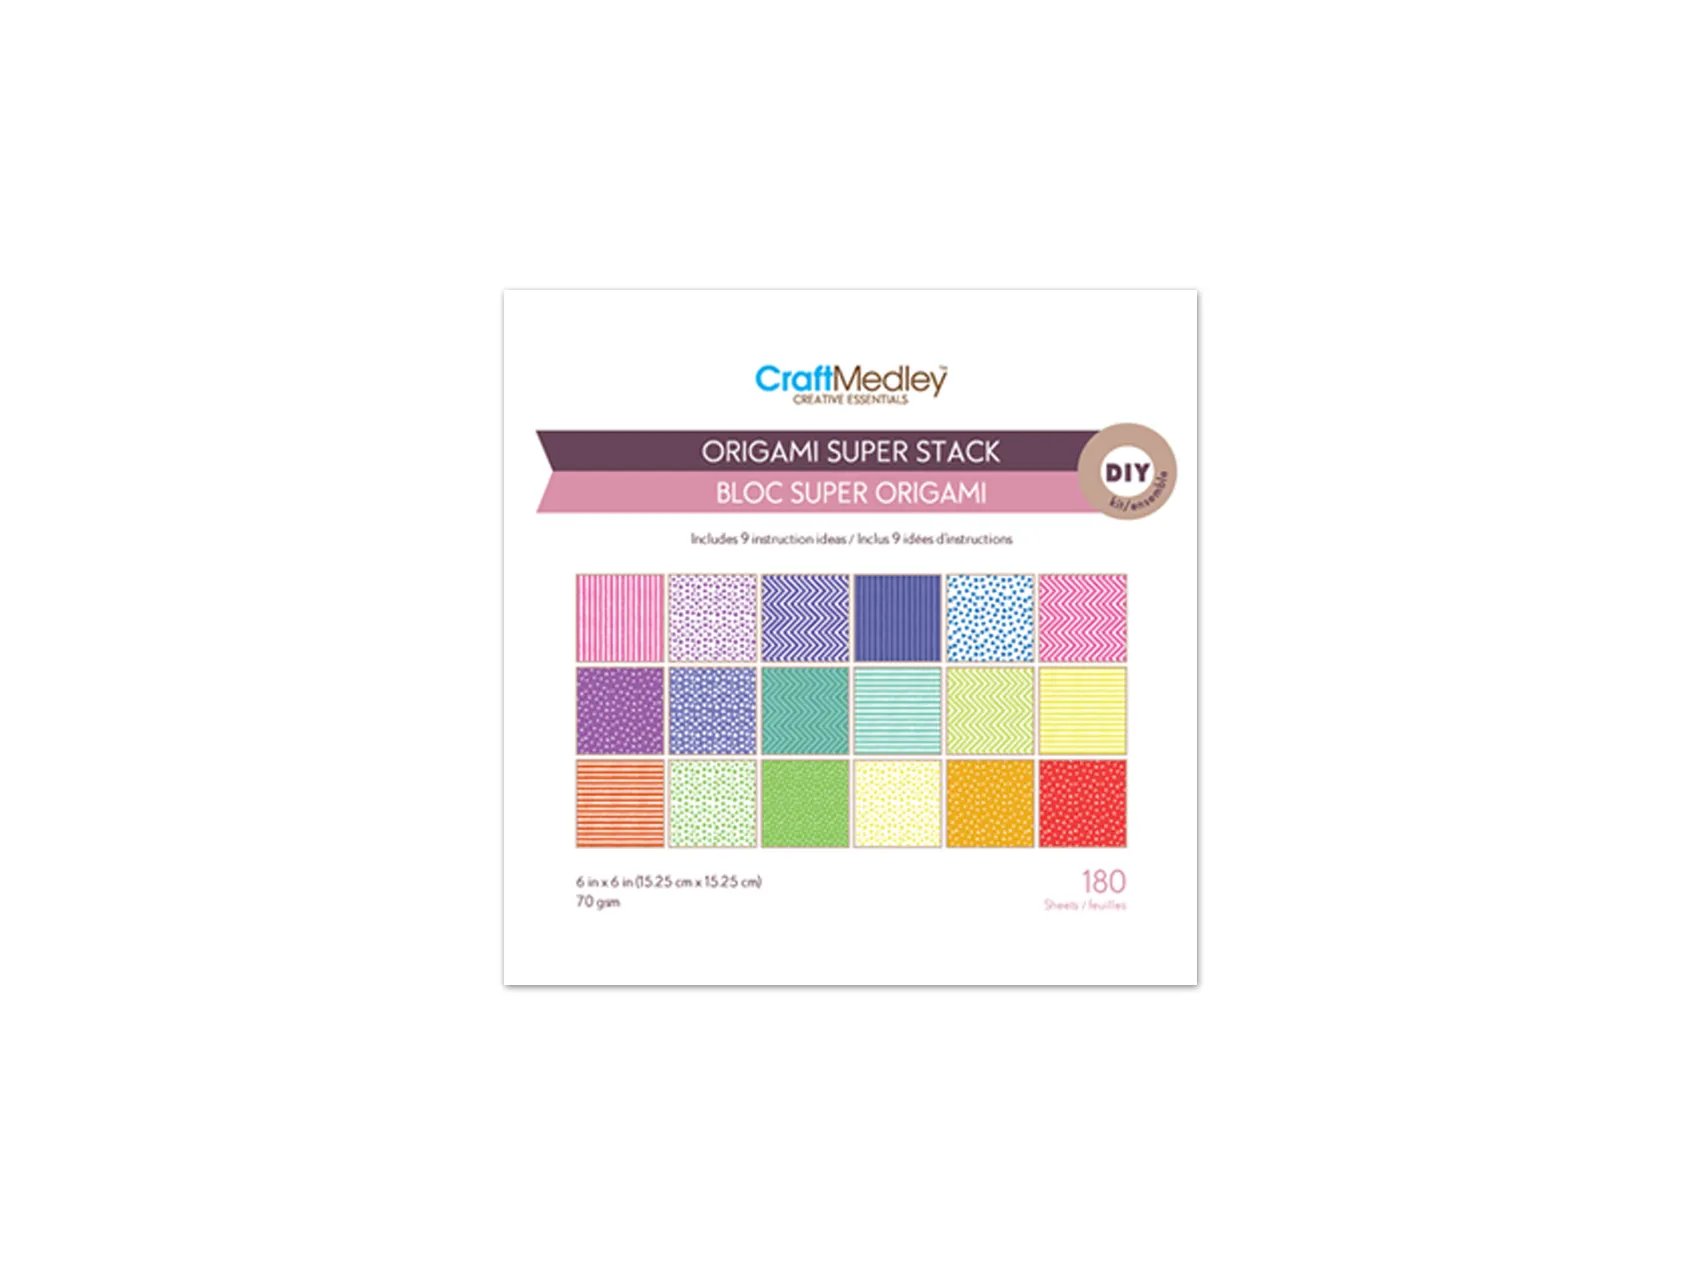 CraftMedley™
CREATIVE ESSENTIALS
ORIGAMI SUPER STACK
BLOC SUPER ORIGAMI
DIY
kit/ensemble
Includes 9 instruction ideas / Inclus 9 idées d'instructions
6 in x 6 in (15.25 cm x 15.25 cm)
70 gsm
180
Sheets / feuilles